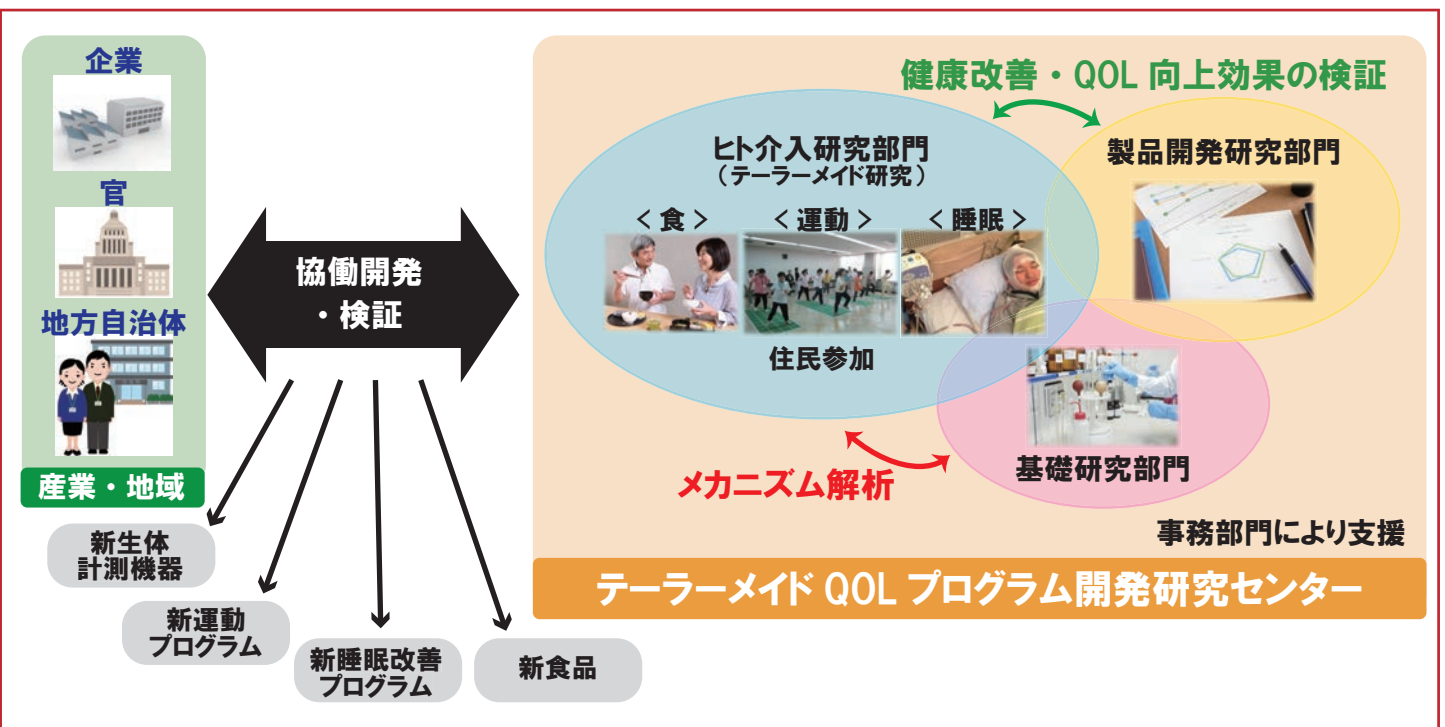 企業
官
地方自治体
産業・地域
協働開発
・検証
新生体
計測機器
新運動
プログラム
新睡眠改善
プログラム
新食品
健康改善・QOL 向上効果の検証
ヒト介入研究部門
（テーラーメイド研究）
＜ 食 ＞
＜ 運動 ＞
＜ 睡眠 ＞
住民参加
製品開発研究部門
基礎研究部門
メカニズム解析
事務部門により支援
テーラーメイド QOL プログラム開発研究センター